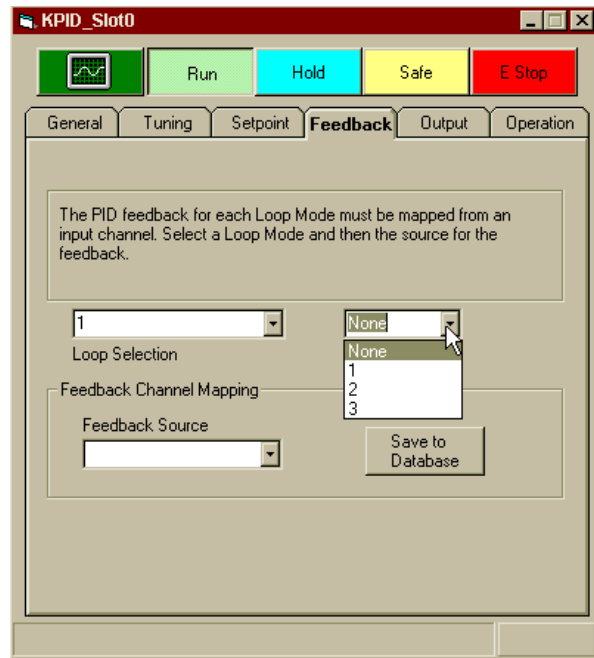 KPID_Slot0
Run Hold Safe E Stop
General Tuning Setpoint Feedback Output Operation
The PID feedback for each Loop Mode must be mapped from an
input channel. Select a Loop Mode and then the source for the
feedback.
1 None
Loop Selection
None
1
2
3
Feedback Channel Mapping
Feedback Source
Save to
Database